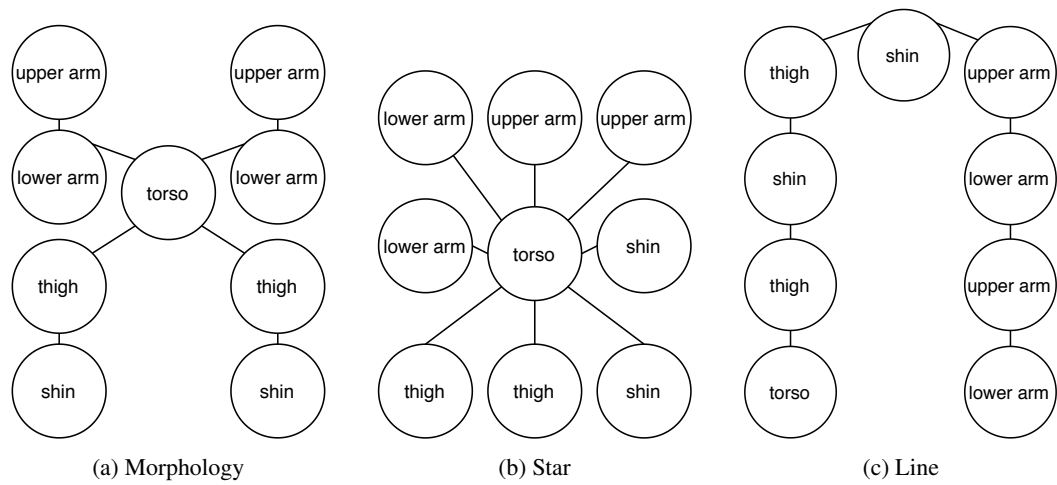 upper arm
lower arm
upper arm
lower arm
torso
thigh
shin
thigh
shin
(a) Morphology
lower arm
upper arm
upper arm
lower arm
torso
shin
thigh
thigh
shin
(b) Star
shin
thigh
shin
thigh
torso
upper arm
lower arm
upper arm
lower arm
(c) Line